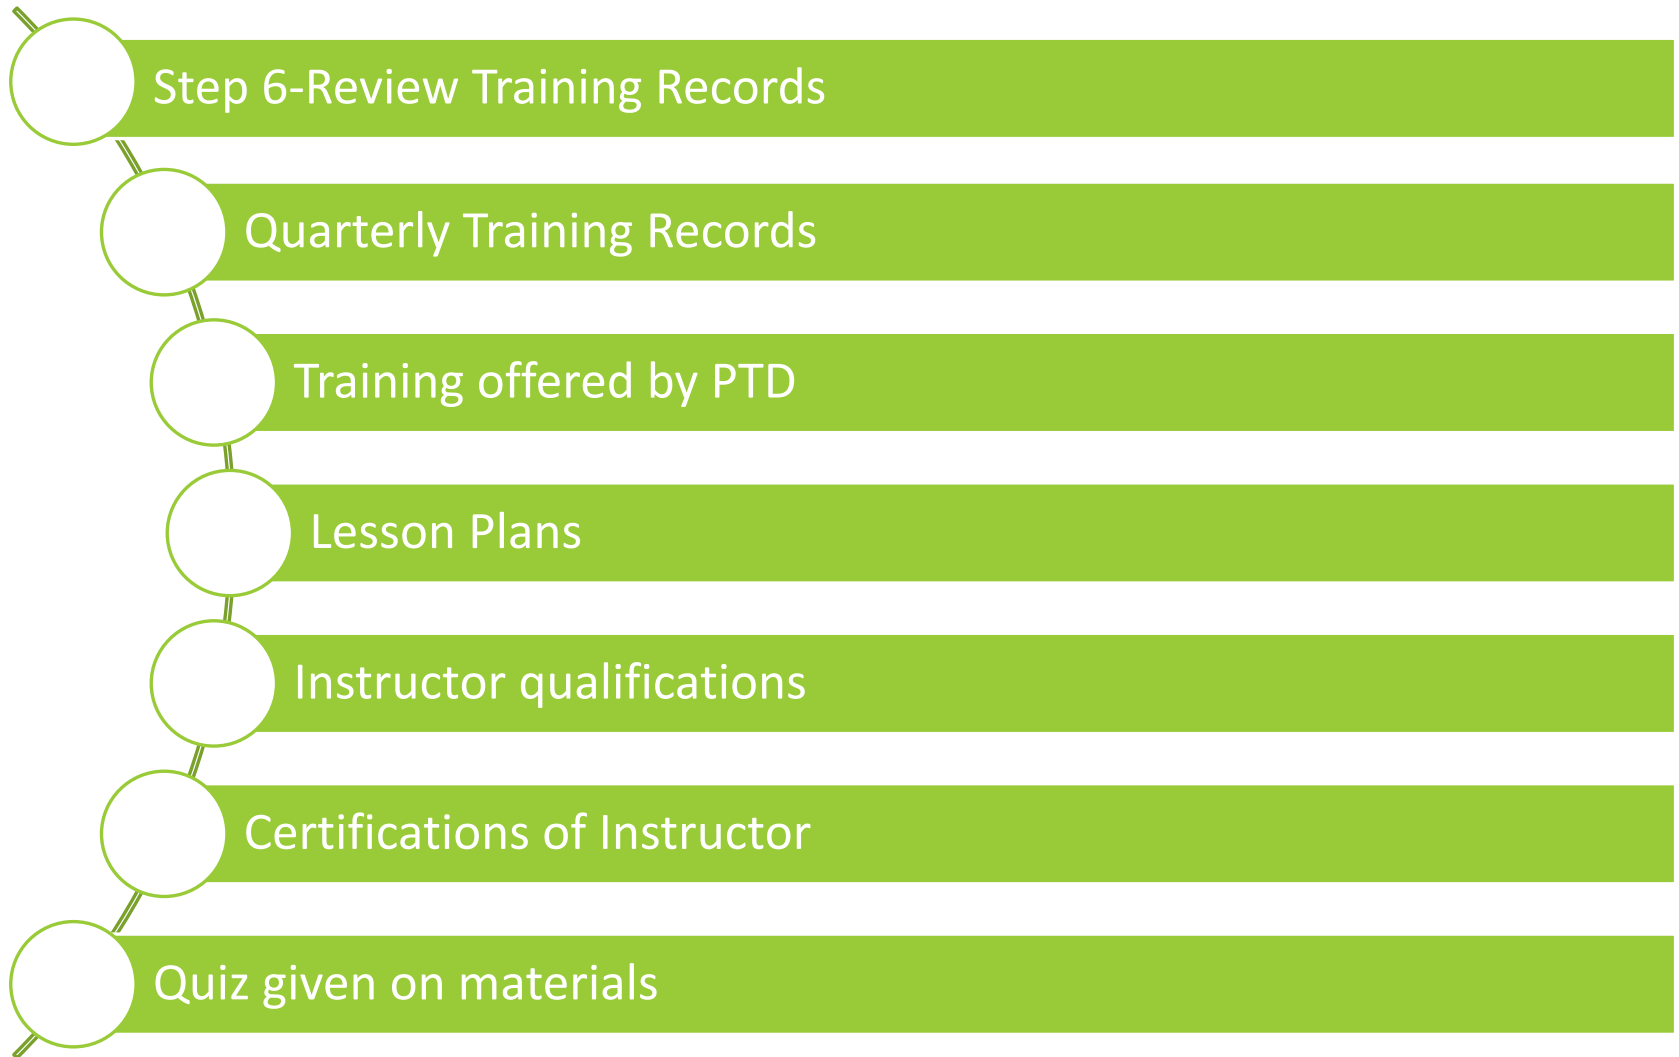 Step 6-Review Training Records
Quarterly Training Records
Training offered by PTD
Lesson Plans
Instructor qualifications
Certifications of Instructor
Quiz given on materials